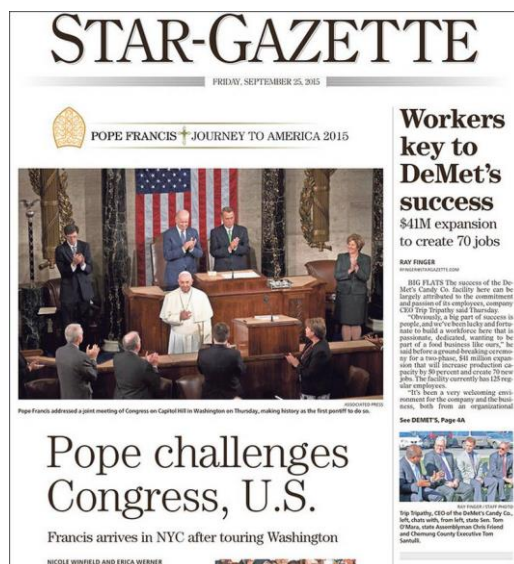 STAR-GAZETTE
FRIDAY, SEPTEMBER 25, 2015
POPE FRANCIS JOURNEY TO AMERICA 2015
ASSOCIATED PRESS
Pope Francis addressed a joint meeting of Congress on Capitol Hill in Washington on Thursday, making history as the first pontiff to do so.
Pope challenges
Congress, U.S.
Francis arrives in NYC after touring Washington
NICOLE WINFIELD AND ERICA WERNER
Workers
key to
DeMet's
success
$41M expansion
to create 70 jobs
RAY FINGER
RFINGER@STARGAZETTE.COM
BIG FLATS The success of the De-
Met's Candy Co. facility here can be
largely attributed to the commitment
and passion of its employees, company
CEO Trip Tripathy said Thursday.
"Obviously, a big part of success is
people, and we've been lucky and fortu-
nate to build a workforce here that is
passionate, dedicated, wanting to be
part of a food business like ours," he
said before a ground-breaking ceremo-
ny for a two-phase, $41 million expan-
sion that will increase production ca-
pacity by 50 percent and create 70 new
jobs. The facility currently has 125 reg-
ular employees.
"It's been a very welcoming envi-
ronment for the company and the busi-
ness, both from an organizational
See DEMET'S, Page 4A
RAY FINGER / STAFF PHOTO
Trip Tripathy, CEO of the DeMet's Candy Co.,
left, chats with, from left, state Sen. Tom
O'Mara, state Assemblyman Chris Friend
and Chemung County Executive Tom
Santulli.